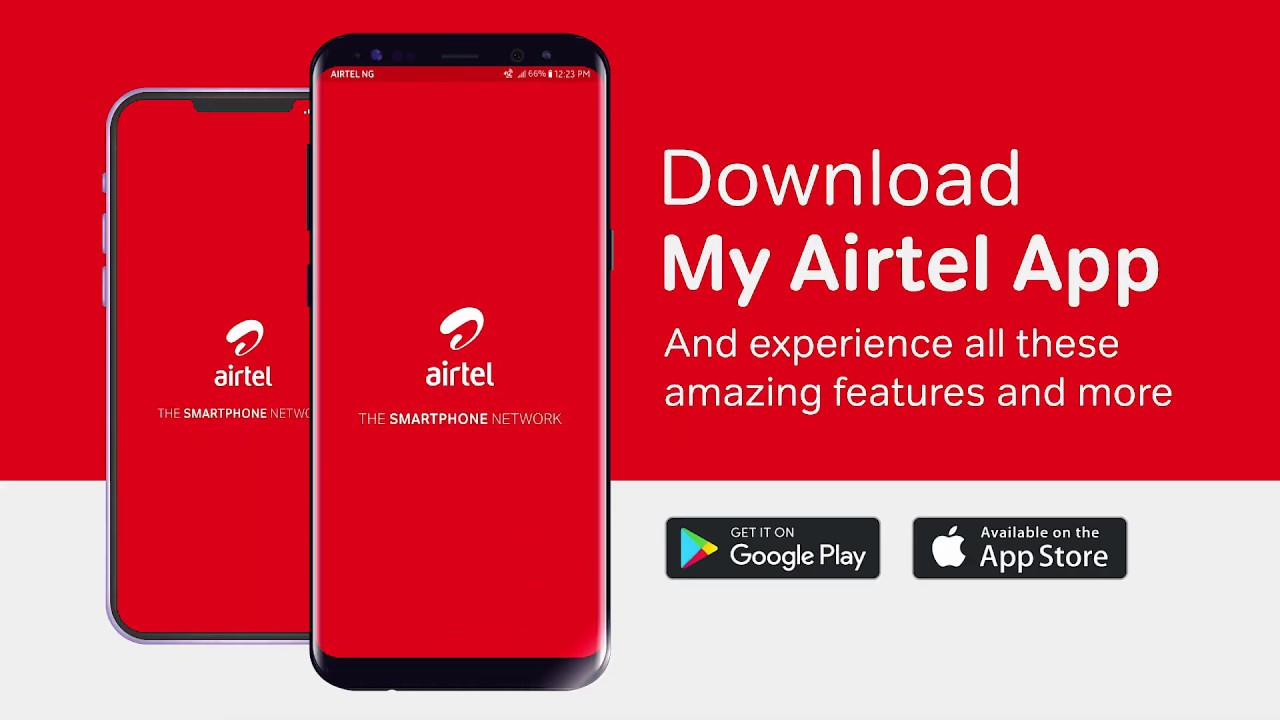 AIRTEL NG
66%
12:23 PM
airtel
THE SMARTPHONE NETWO
airtel
THE SMARTPHONE NETWORK
Download
My Airtel App
And experience all these
amazing features and more
GET IT ON
Google Play
Available on the
App Store